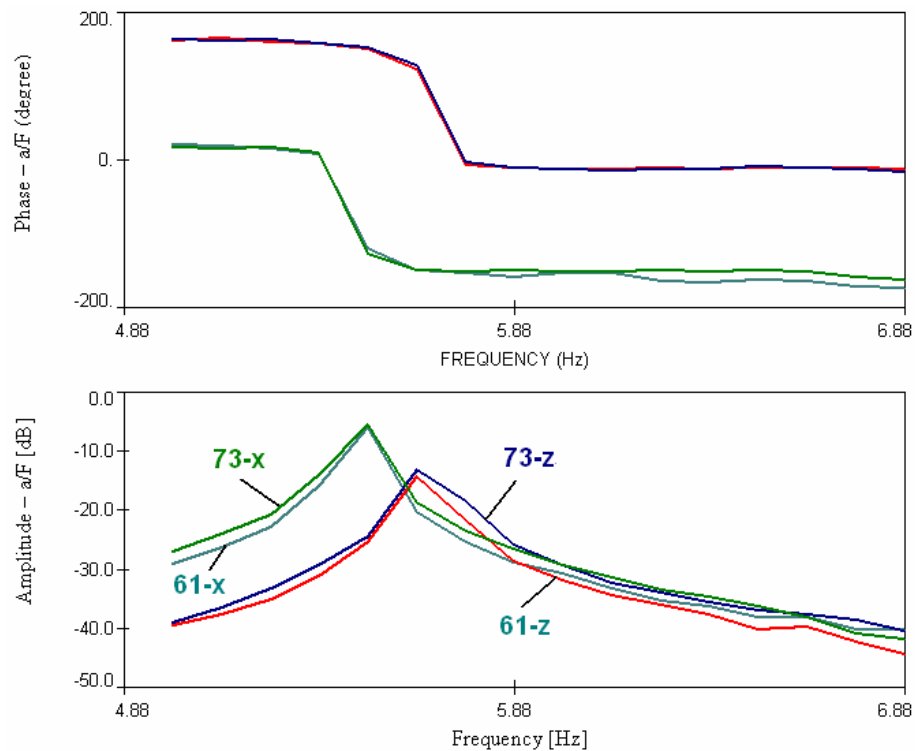 200.
0.
-200.
Phase – a/F (degree)
4.88
5.88
6.88
FREQUENCY (Hz)
0.0
-10.0
-20.0
-30.0
-40.0
-50.0
Amplitude – a/F [dB]
73-x
73-z
61-x
61-z
4.88
5.88
6.88
Frequency [Hz]